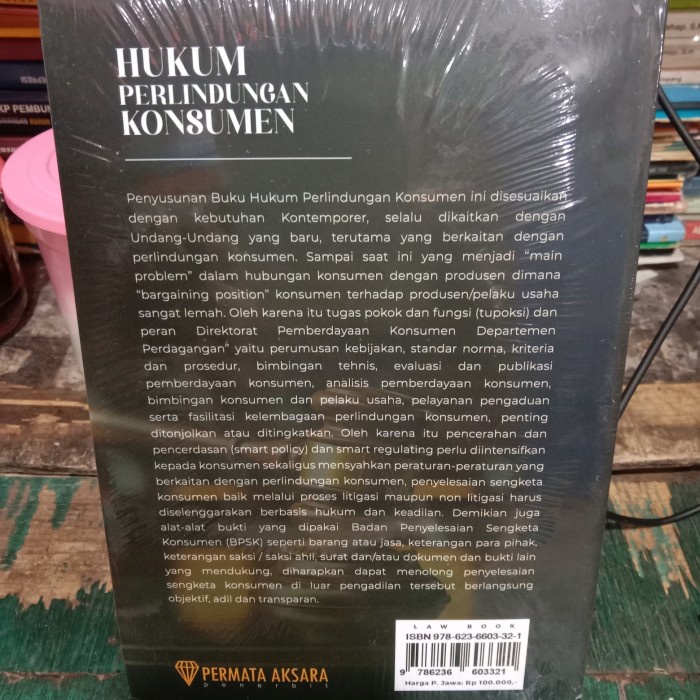 HUKUM
PERLINDUNGAN
KONSUMEN
Penyusunan Buku Hukum Perlindungan Konsumen ini disesuaikan
dengan kebutuhan Kontemporer, selalu dikaitkan dengan
Undang-Undang yang baru, terutama yang berkaitan dengan
perlindungan konsumen. Sampai saat ini yang menjadi "main
problem" dalam hubungan konsumen dengan produsen dimana
"bargaining position" konsumen terhadap produsen/pelaku usaha
sangat lemah. Oleh karena itu tugas pokok dan fungsi (tupoksi) dan
peran Direktorat Pemberdayaan Konsumen Departemen
Perdagangan" yaitu perumusan kebijakan, standar norma, kriteria
dan prosedur, bimbingan tehnis, evaluasi dan publikasi
pemberdayaan konsumen, analisis pemberdayaan konsumen,
bimbingan konsumen dan pelaku usaha, pelayanan pengaduan
serta fasilitasi kelembagaan perlindungan konsumen, penting
ditonjolkan atau ditingkatkan. Oleh karena itu pencerahan dan
pencerdasan (smart policy) dan smart regulating perlu diintensifkan
kepada konsumen sekaligus mensyahkan peraturan-peraturan yang
berkaitan dengan perlindungan konsumen, penyelesaian sengketa
konsumen baik melalui proses litigasi maupun non litigasi harus
diselenggarakan berbasis hukum dan keadilan. Demikian juga
alat-alat bukti yang dipakai Badan Penyelesaian Sengketa
Konsumen (BPSK) seperti barang atau jasa, keterangan para pihak,
keterangan saksi / saksi ahli, surat dan/atau dokumen dan bukti lain
yang mendukung, diharapkan dapat menolong penyelesaian
sengketa konsumen di luar pengadilan tersebut berlangsung
objektif, adil dan transparan.
LAW BOOK
ISBN 978-623-6603-32-1
9 786236 603321
Harga P. Jawa: Rp 100.000,-
PERMATA AKSARA
penerbit
KP PEMBUN